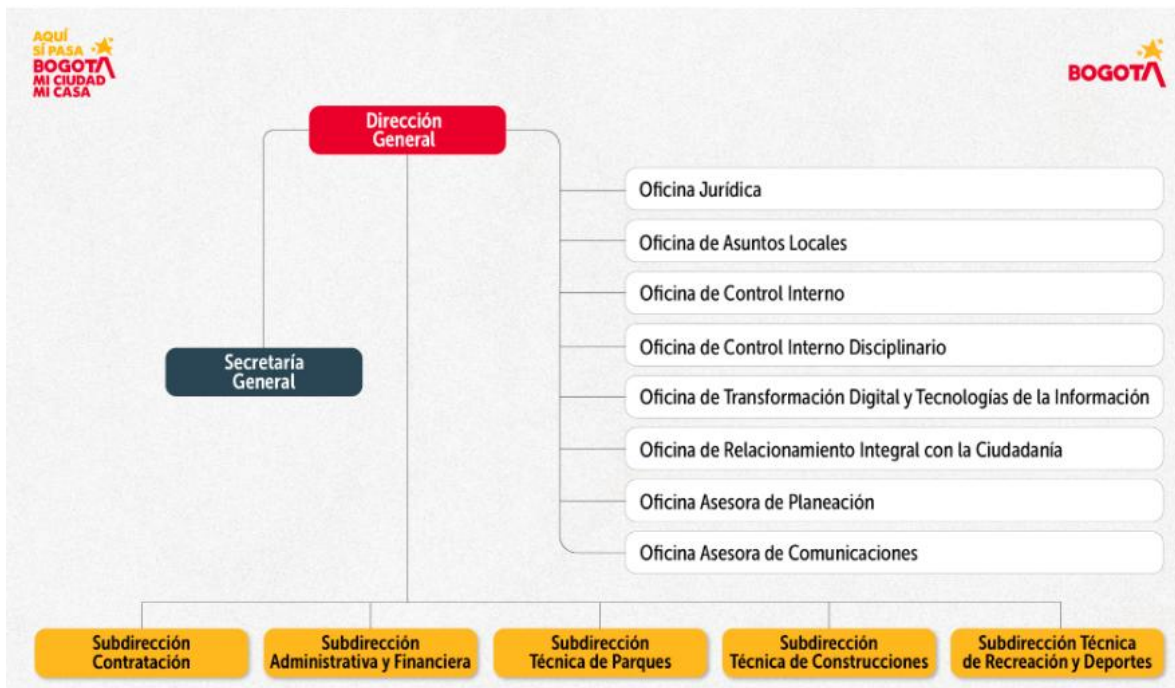 AQUÍ
SÍ PASA
BOGOTÁ
MI CIUDAD
MI CASA
BOGOTÁ
Dirección
General
Oficina Jurídica
Oficina de Asuntos Locales
Oficina de Control Interno
Oficina de Control Interno Disciplinario
Secretaría
General
Oficina de Transformación Digital y Tecnologías de la Información
Oficina de Relacionamiento Integral con la Ciudadanía
Oficina Asesora de Planeación
Oficina Asesora de Comunicaciones
Subdirección
Contratación
Subdirección
Administrativa y Financiera
Subdirección
Técnica de Parques
Subdirección
Técnica de Construcciones
Subdirección Técnica
de Recreación y Deportes